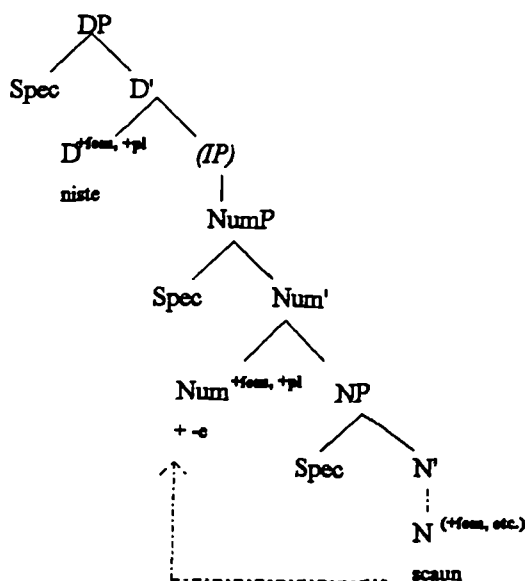 DP
Spec D'
D +fem, +pl (IP)
niste
NumP
Spec Num'
Num +fem, +pl NP
+ -e
Spec N'
N (+fem, etc.)
scaun